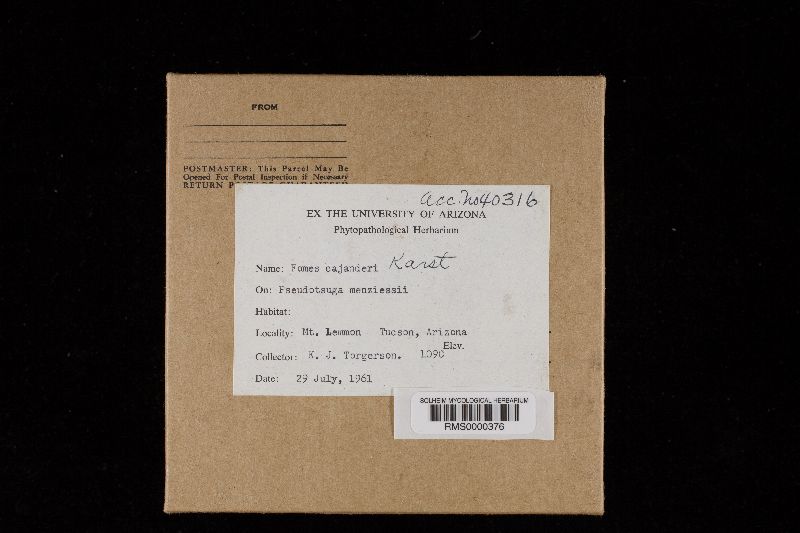 FROM
POSTMASTER: This Parcel May Be
Opened For Postal Inspection if Necessary
RETURN
acc. no 40316
EX THE UNIVERSITY OF ARIZONA
Phytopathological Herbarium
Name: Fomes cajanderi Karst
On: Pseudotsuga menziessii
Habitat:
Locality: Mt. Lemmon Tucson, Arizona
Elev.
Collector: K. J. Torgerson. 1090
Date: 29 July, 1961
SOLHEIM MYCOLOGICAL HERBARIUM
RMS0000376